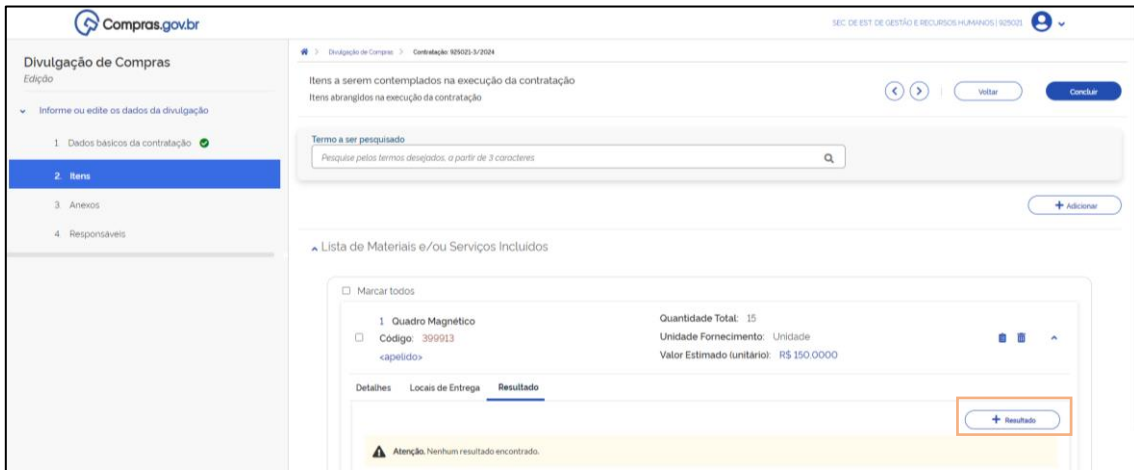 Compras.gov.br
SEC. DE EST. DE GESTÃO E RECURSOS HUMANOS | 925021
Divulgação de Compras
Edição
Informe ou edite os dados da divulgação
1. Dados básicos da contratação
2. Itens
3. Anexos
4. Responsáveis
> Divulgação de Compras > Contratação: 925021-3/2024
Itens a serem contemplados na execução da contratação
Itens abrangidos na execução da contratação
Voltar
Concluir
Termo a ser pesquisado
Pesquise pelos termos desejados, a partir de 3 caracteres
+ Adicionar
Lista de Materiais e/ou Serviços Incluidos
Marcar todos
1 Quadro Magnético
Código: 399913
<apelido>
Quantidade Total: 15
Unidade Fornecimento: Unidade
Valor Estimado (unitário): R$ 150.0000
Detalhes Locais de Entrega Resultado
+ Resultado
Atenção. Nenhum resultado encontrado.